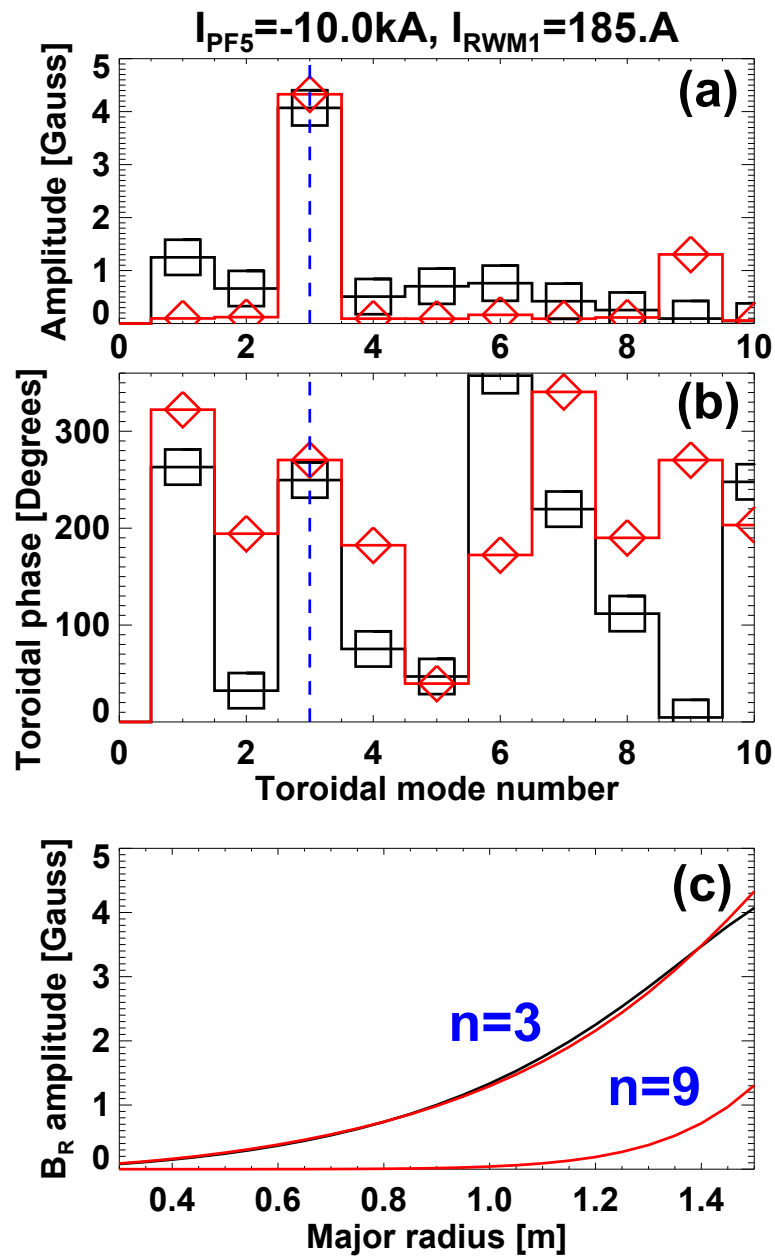 I_PF5=-10.0kA, I_RWM1=185.A
(a)
Amplitude [Gauss]
5
4
3
2
1
0
0 2 4 6 8 10
(b)
Toroidal phase [Degrees]
300
200
100
0
0 2 4 6 8 10
Toroidal mode number
(c)
B_R amplitude [Gauss]
5
4
3
2
1
0
n=3
n=9
0.4 0.6 0.8 1.0 1.2 1.4
Major radius [m]